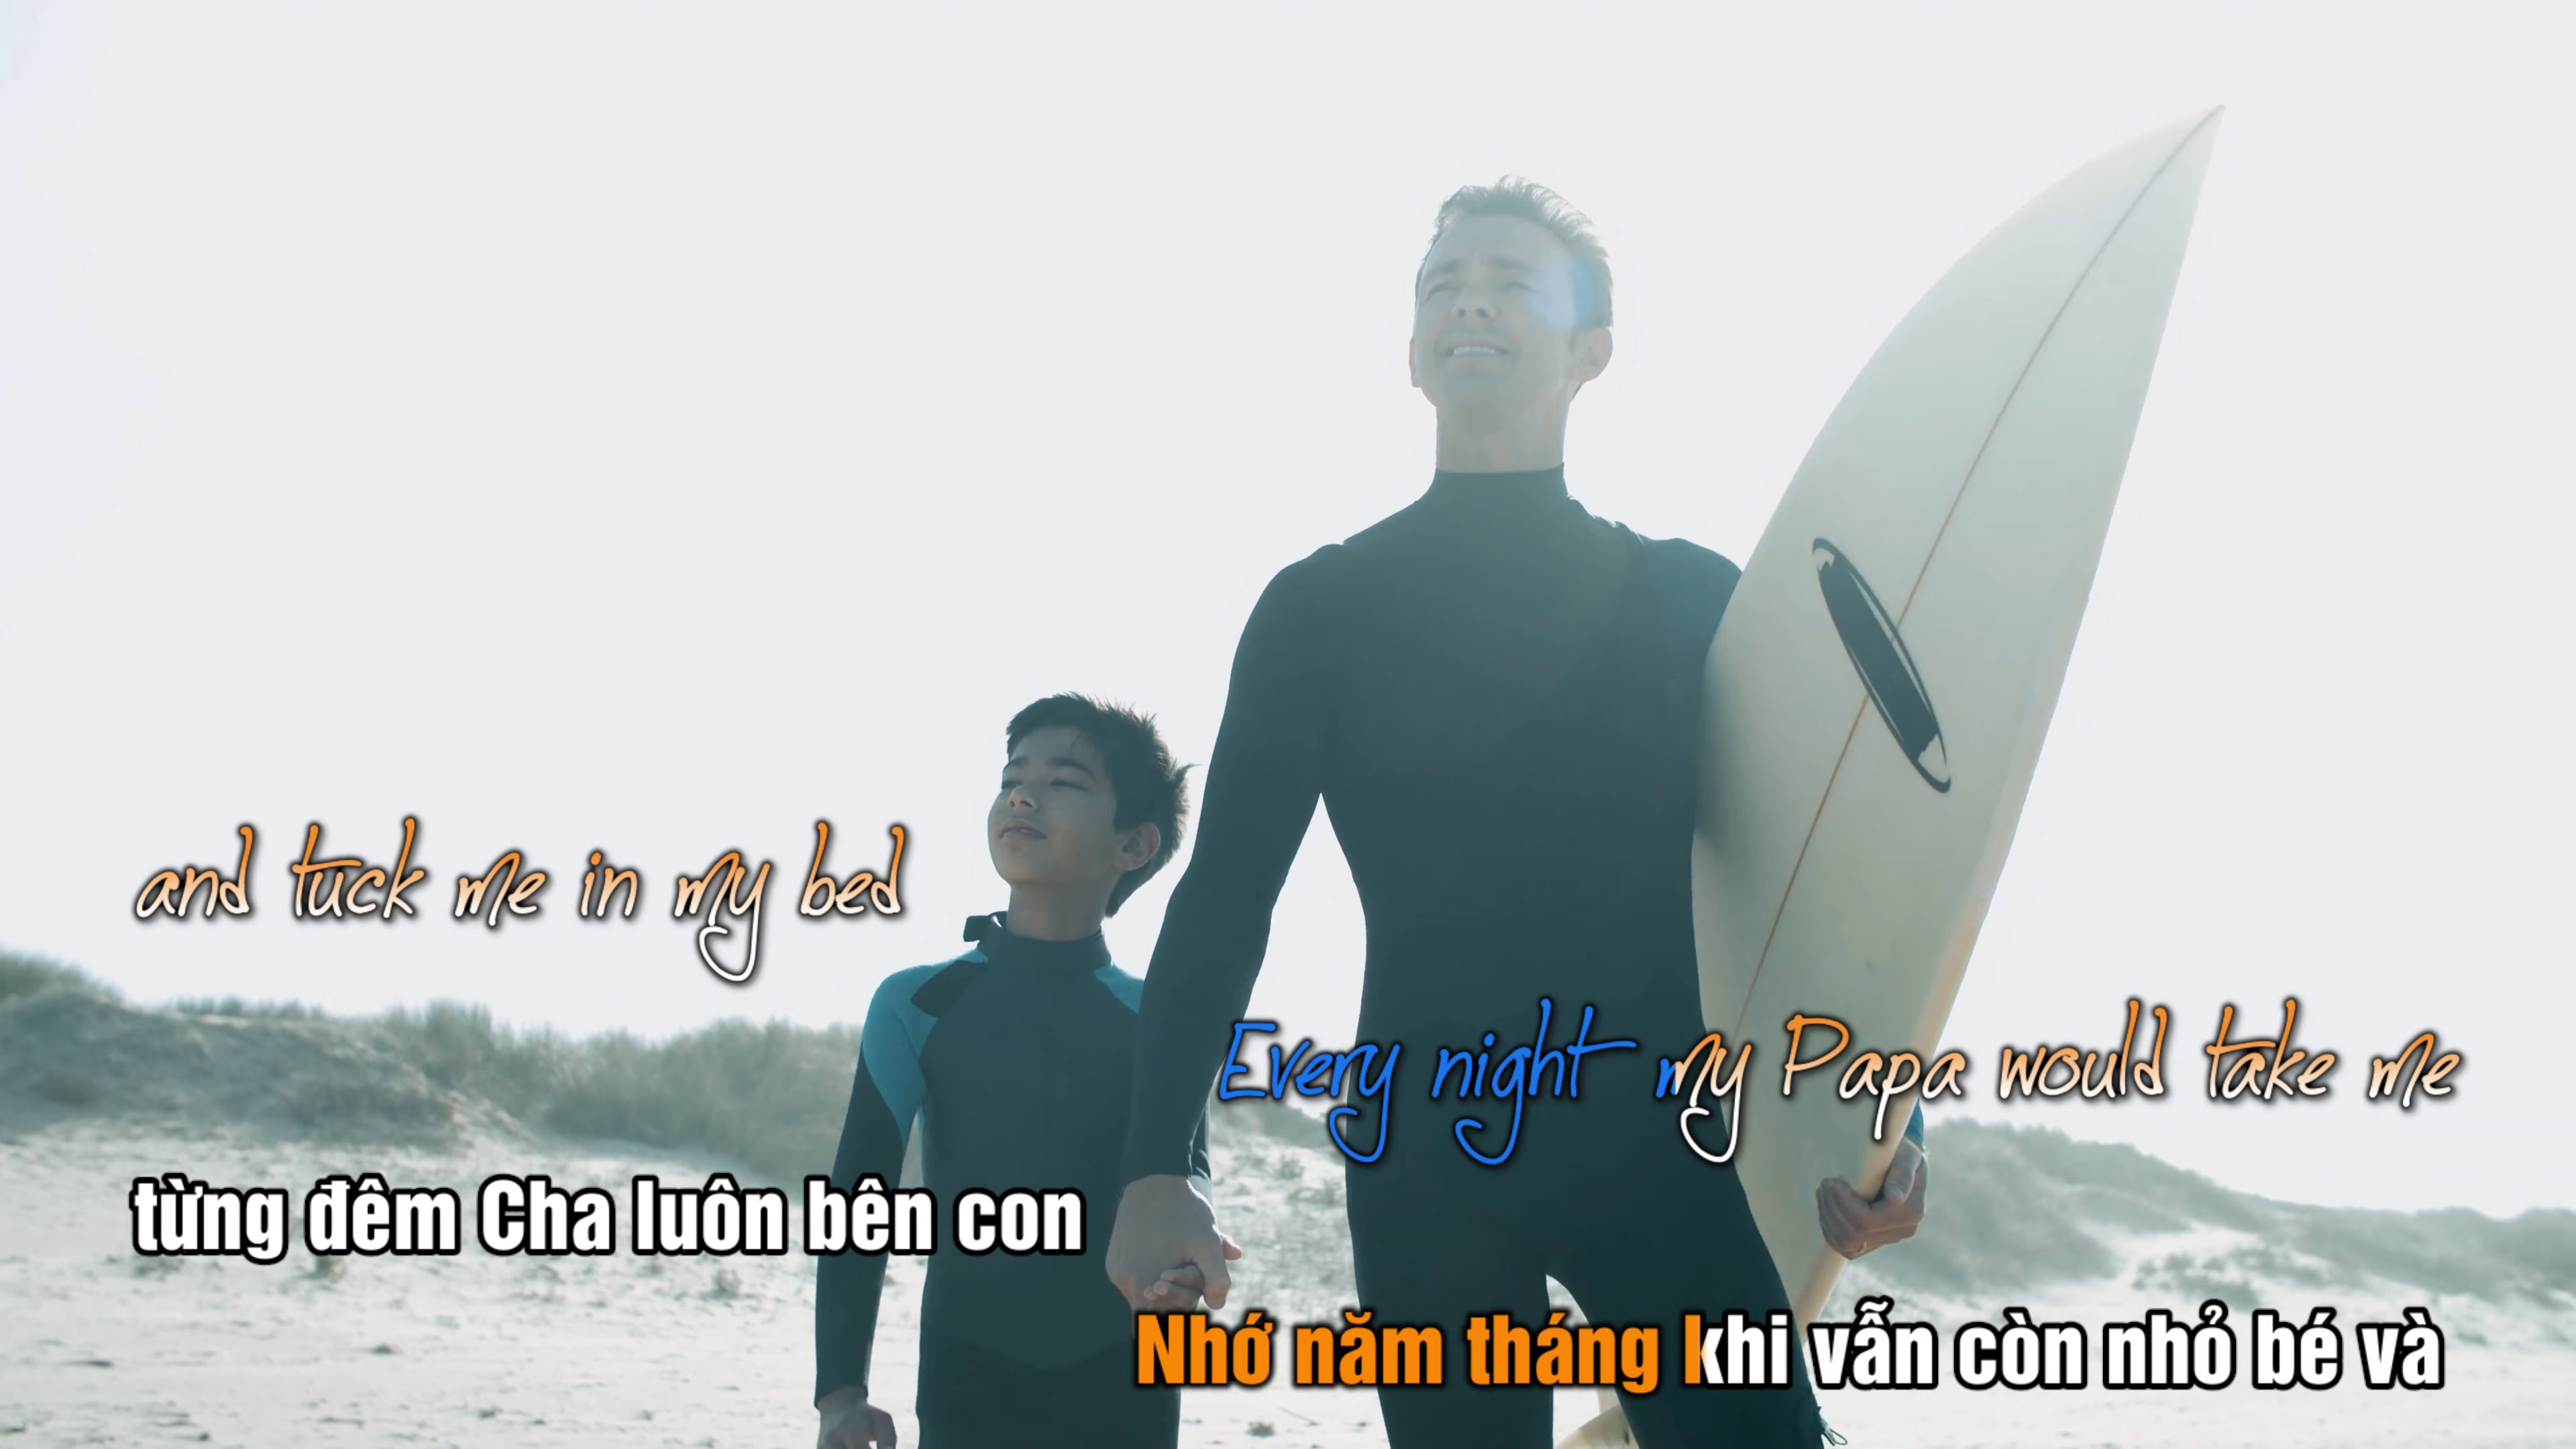 and tuck me in my bed
Every night my Papa would take me
từng đêm Cha luôn bên con
Nhớ năm tháng khi vẫn còn nhỏ bé và